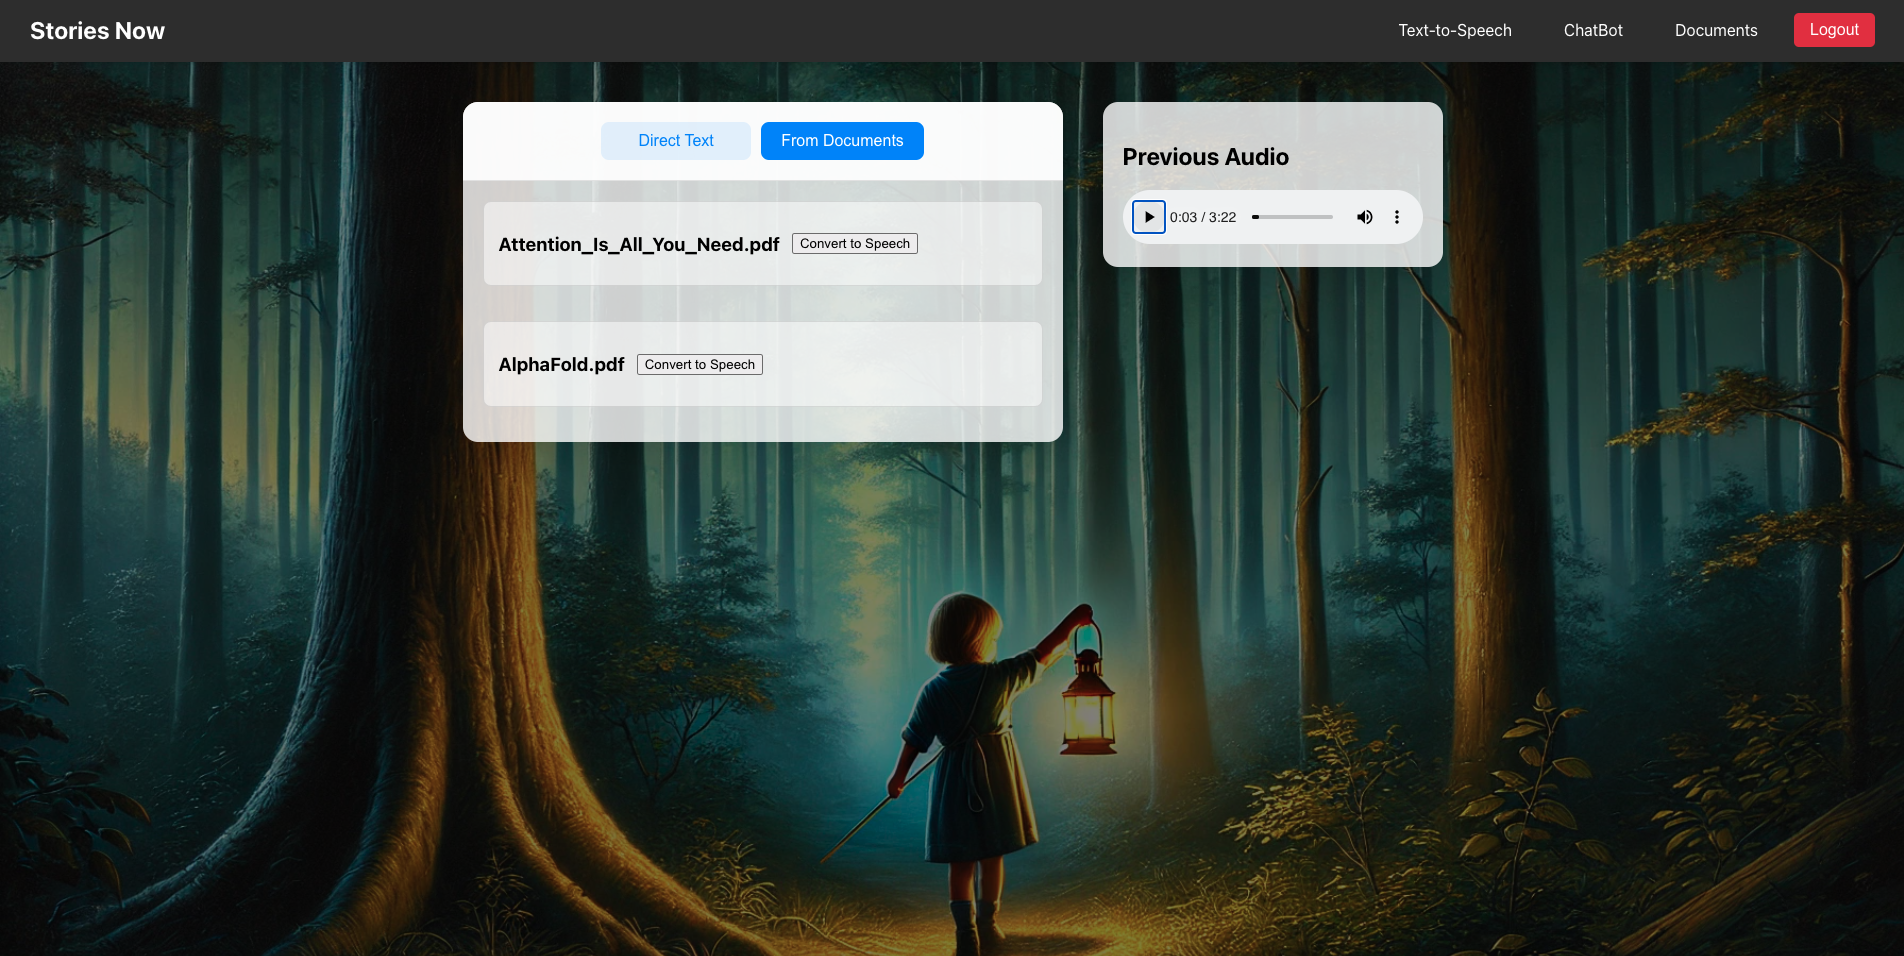 Stories Now
Text-to-Speech
ChatBot
Documents
Logout
Direct Text
From Documents
Attention_Is_All_You_Need.pdf
Convert to Speech
AlphaFold.pdf
Convert to Speech
Previous Audio
0:03 / 3:22